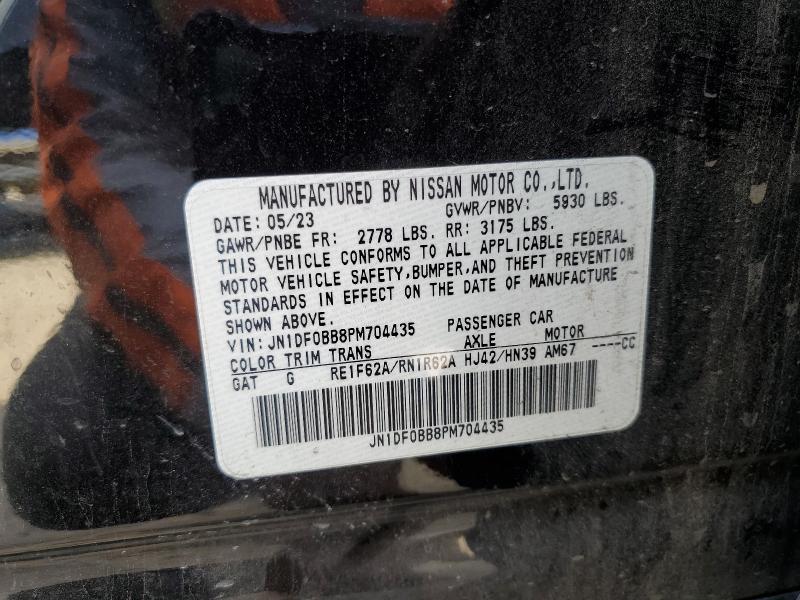 MANUFACTURED BY NISSAN MOTOR CO.,LTD.
DATE: 05/23 GVWR/PNBV: 5930 LBS.
GAWR/PNBE FR: 2778 LBS. RR: 3175 LBS.
THIS VEHICLE CONFORMS TO ALL APPLICABLE FEDERAL
MOTOR VEHICLE SAFETY,BUMPER,AND THEFT PREVENTION
STANDARDS IN EFFECT ON THE DATE OF MANUFACTURE
SHOWN ABOVE.
VIN: JN1DF0BB8PM704435 PASSENGER CAR
COLOR TRIM TRANS AXLE MOTOR
GAT G RE1F62A/RN1R62A HJ42/HN39 AM67 ----CC
JN1DF0BB8PM704435